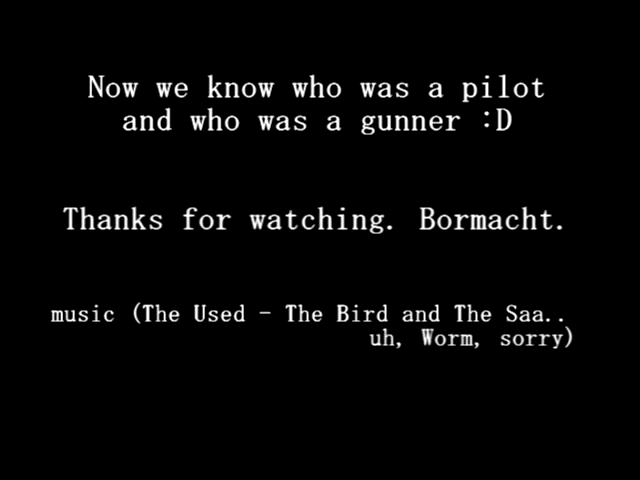 Now we know who was a pilot
and who was a gunner :D
Thanks for watching. Bormacht.
music (The Used - The Bird and The Saa..
uh, Worm, sorry)